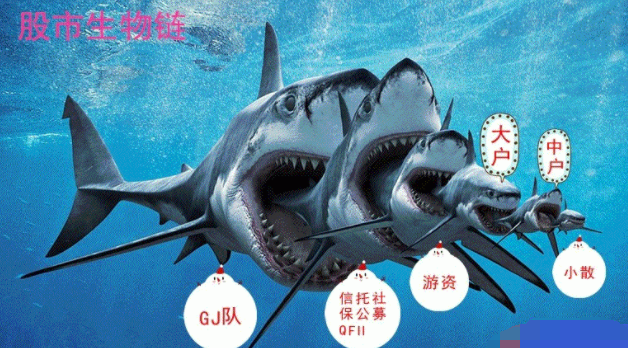 股市生物链
GJ队
信托社
保公募
QFII
游资
大户
中户
小散